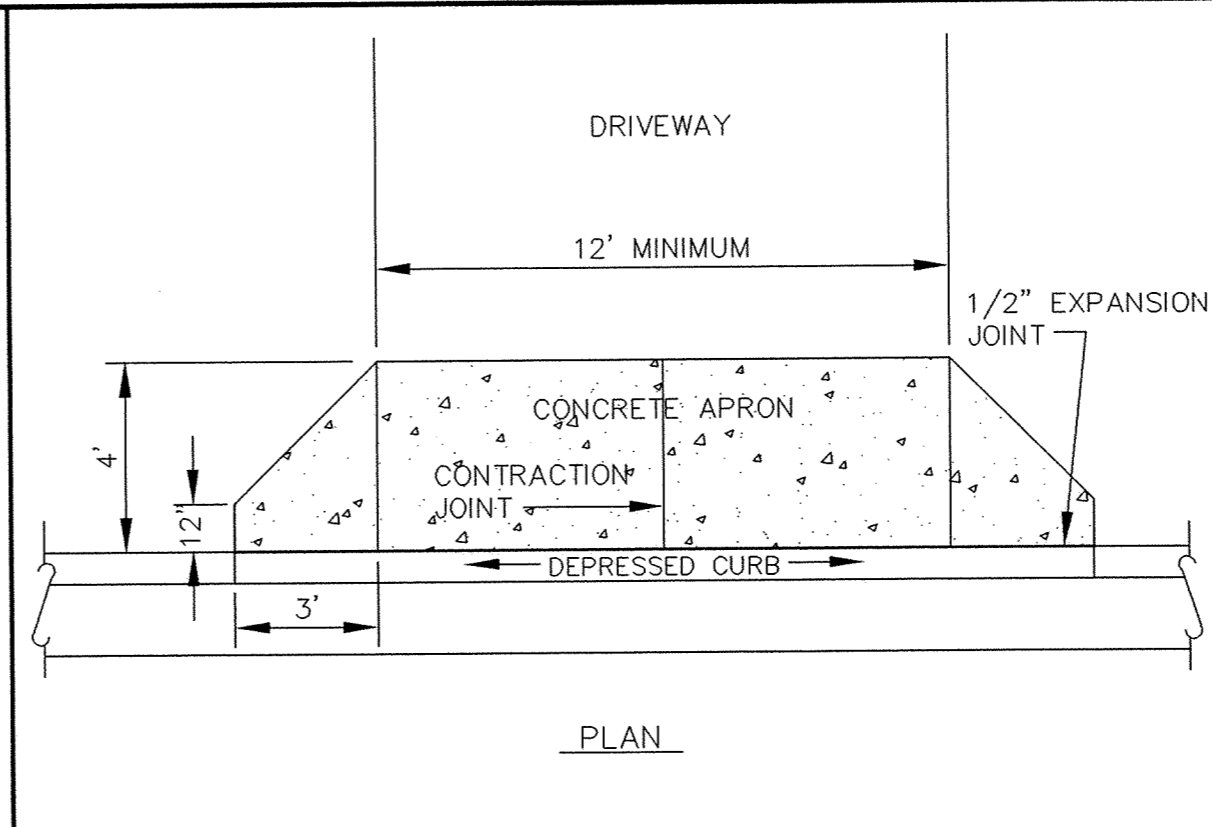 DRIVEWAY
12' MINIMUM
1/2" EXPANSION
JOINT
CONCRETE APRON
4'
CONTRACTION
JOINT
12"
DEPRESSED CURB
3'
PLAN